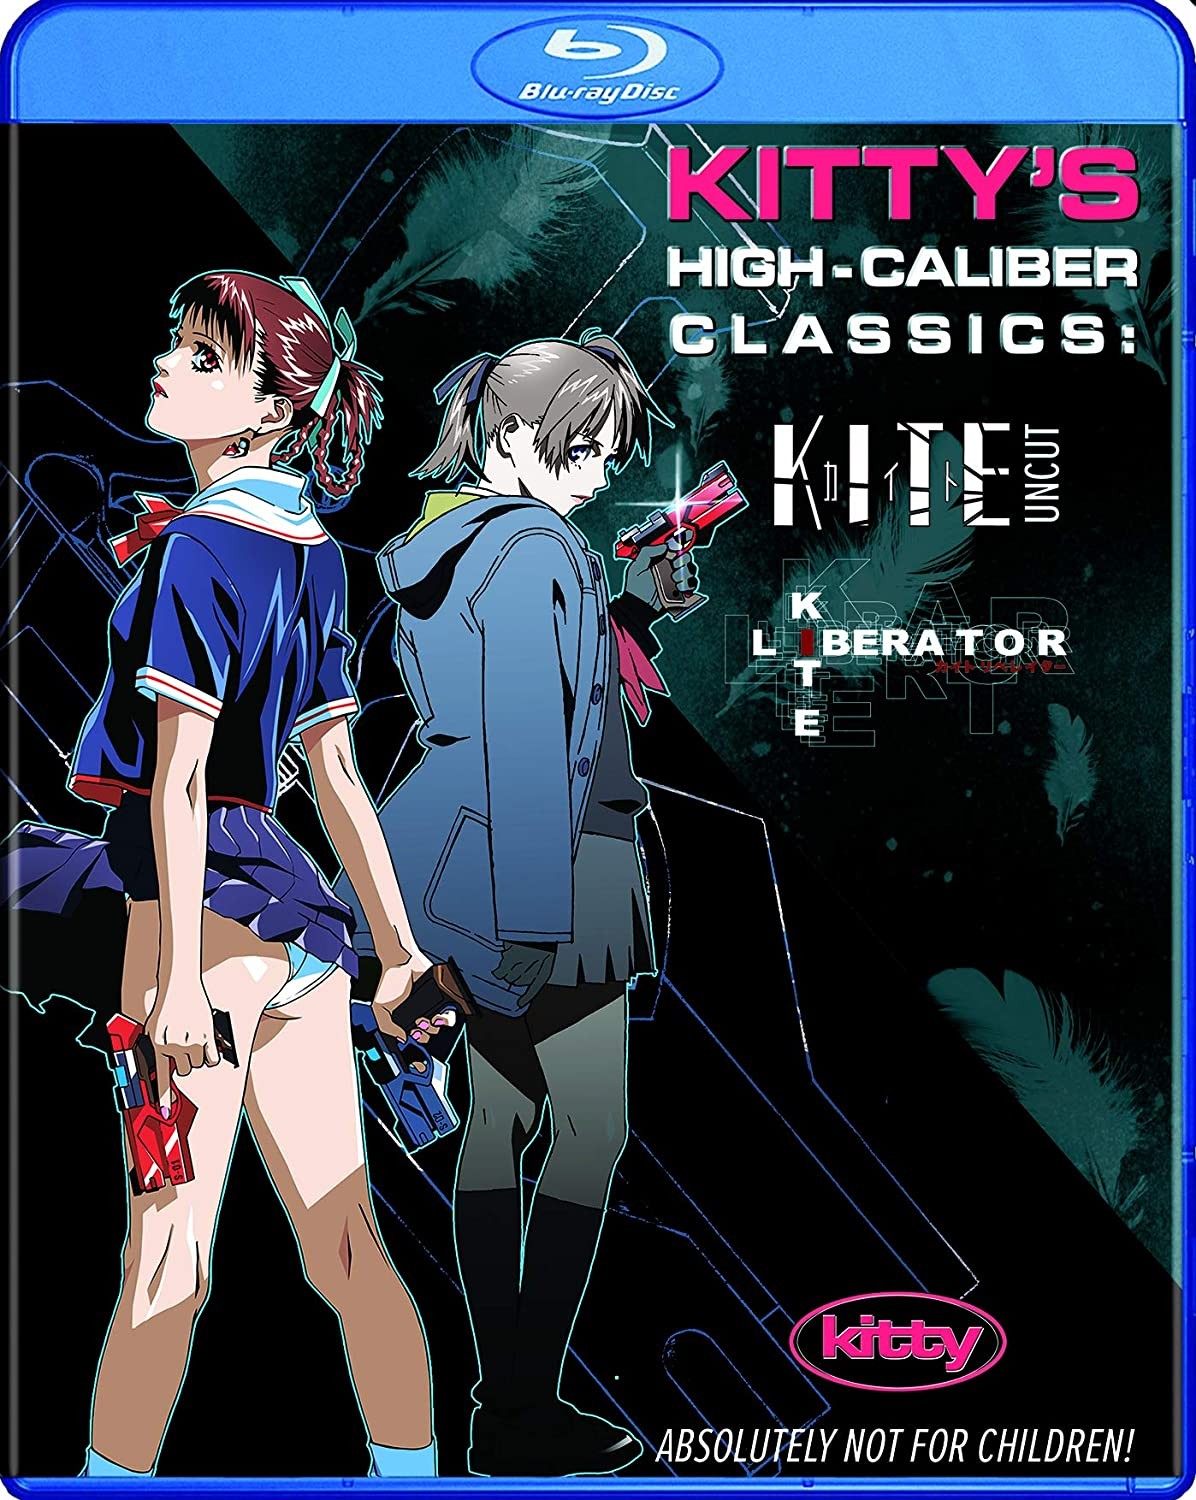 Blu-ray Disc
KITTY'S
HIGH-CALIBER
CLASSICS:
KITE
カイト
UNCUT
KITE
LIBERATOR
カイト リベレイター
10-S
kitty
ABSOLUTELY NOT FOR CHILDREN!